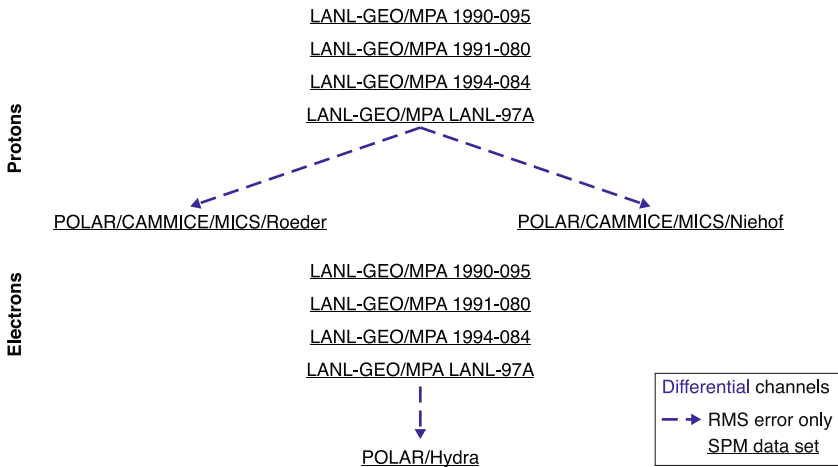 LANL-GEO/MPA 1990-095
LANL-GEO/MPA 1991-080
LANL-GEO/MPA 1994-084
LANL-GEO/MPA LANL-97A
Protons
POLAR/CAMMICE/MICS/Roeder
POLAR/CAMMICE/MICS/Niehof
LANL-GEO/MPA 1990-095
LANL-GEO/MPA 1991-080
LANL-GEO/MPA 1994-084
LANL-GEO/MPA LANL-97A
Electrons
POLAR/Hydra
Differential channels
RMS error only
SPM data set